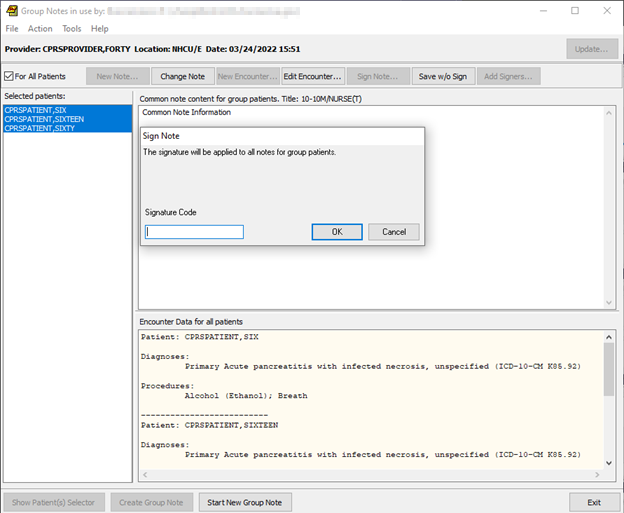 Group Notes in use by:
File Action Tools Help
Provider: CPRSPROVIDER,FORTY Location: NHCU/E Date: 03/24/2022 15:51
Update...
For All Patients New Note... Change Note New Encounter... Edit Encounter... Sign Note... Save w/o Sign Add Signers...
Selected patients:
CPRSPATIENT,SIX
CPRSPATIENT,SIXTEEN
CPRSPATIENT,SIXTY
Common note content for group patients. Title: 10-10M/NURSE(T)
Common Note Information
Sign Note
The signature will be applied to all notes for group patients.
Signature Code
OK Cancel
Encounter Data for all patients
Patient: CPRSPATIENT,SIX
Diagnoses:
Primary Acute pancreatitis with infected necrosis, unspecified (ICD-10-CM K85.92)
Procedures:
Alcohol (Ethanol); Breath
--------------------------
Patient: CPRSPATIENT,SIXTEEN
Diagnoses:
Primary Acute pancreatitis with infected necrosis, unspecified (ICD-10-CM K85.92)
Show Patient(s) Selector Create Group Note Start New Group Note Exit